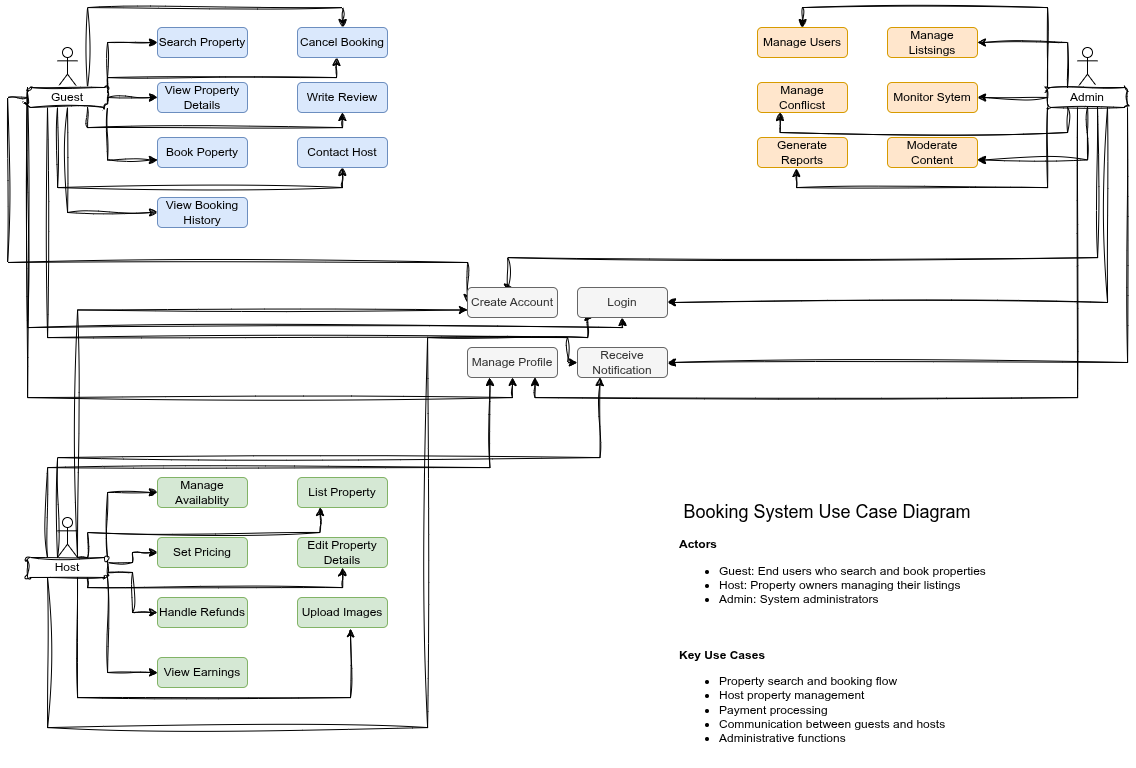 Search Property
Cancel Booking
Guest
View Property
Details
Write Review
Book Poperty
Contact Host
View Booking
History
Manage Users
Manage
Listsings
Manage
Conflicst
Monitor Sytem
Admin
Generate
Reports
Moderate
Content
Create Account
Login
Manage Profile
Receive
Notification
Manage
Availablity
List Property
Host
Set Pricing
Edit Property
Details
Handle Refunds
Upload Images
View Earnings
Booking System Use Case Diagram
Actors
• Guest: End users who search and book properties
• Host: Property owners managing their listings
• Admin: System administrators
Key Use Cases
• Property search and booking flow
• Host property management
• Payment processing
• Communication between guests and hosts
• Administrative functions